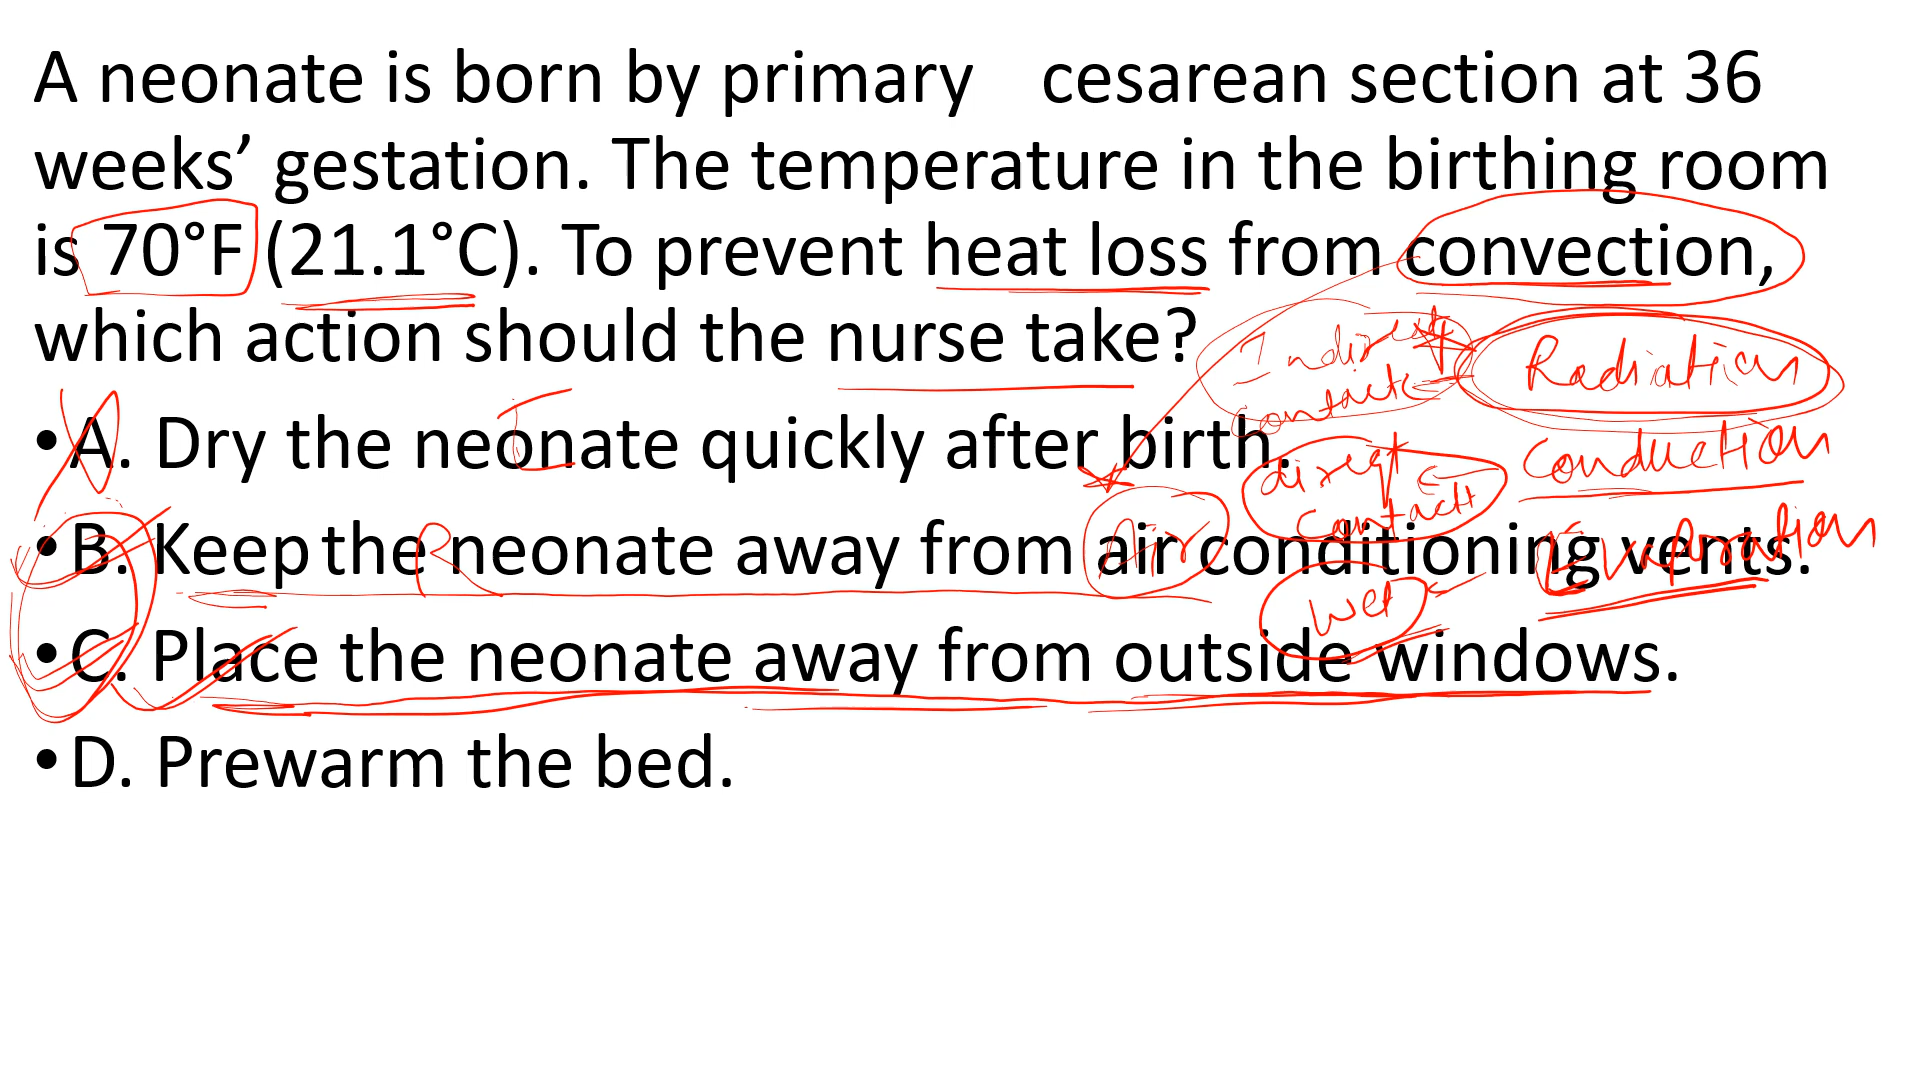 A neonate is born by primary cesarean section at 36
weeks’ gestation. The temperature in the birthing room
is 70°F (21.1°C). To prevent heat loss from convection,
which action should the nurse take?
Indirect
contact
Radiation
•A. Dry the neonate quickly after birth.
direct
contact
conduction
•B. Keep the neonate away from air conditioning vents.
Air
Evaporation
wet
•C. Place the neonate away from outside windows.
•D. Prewarm the bed.